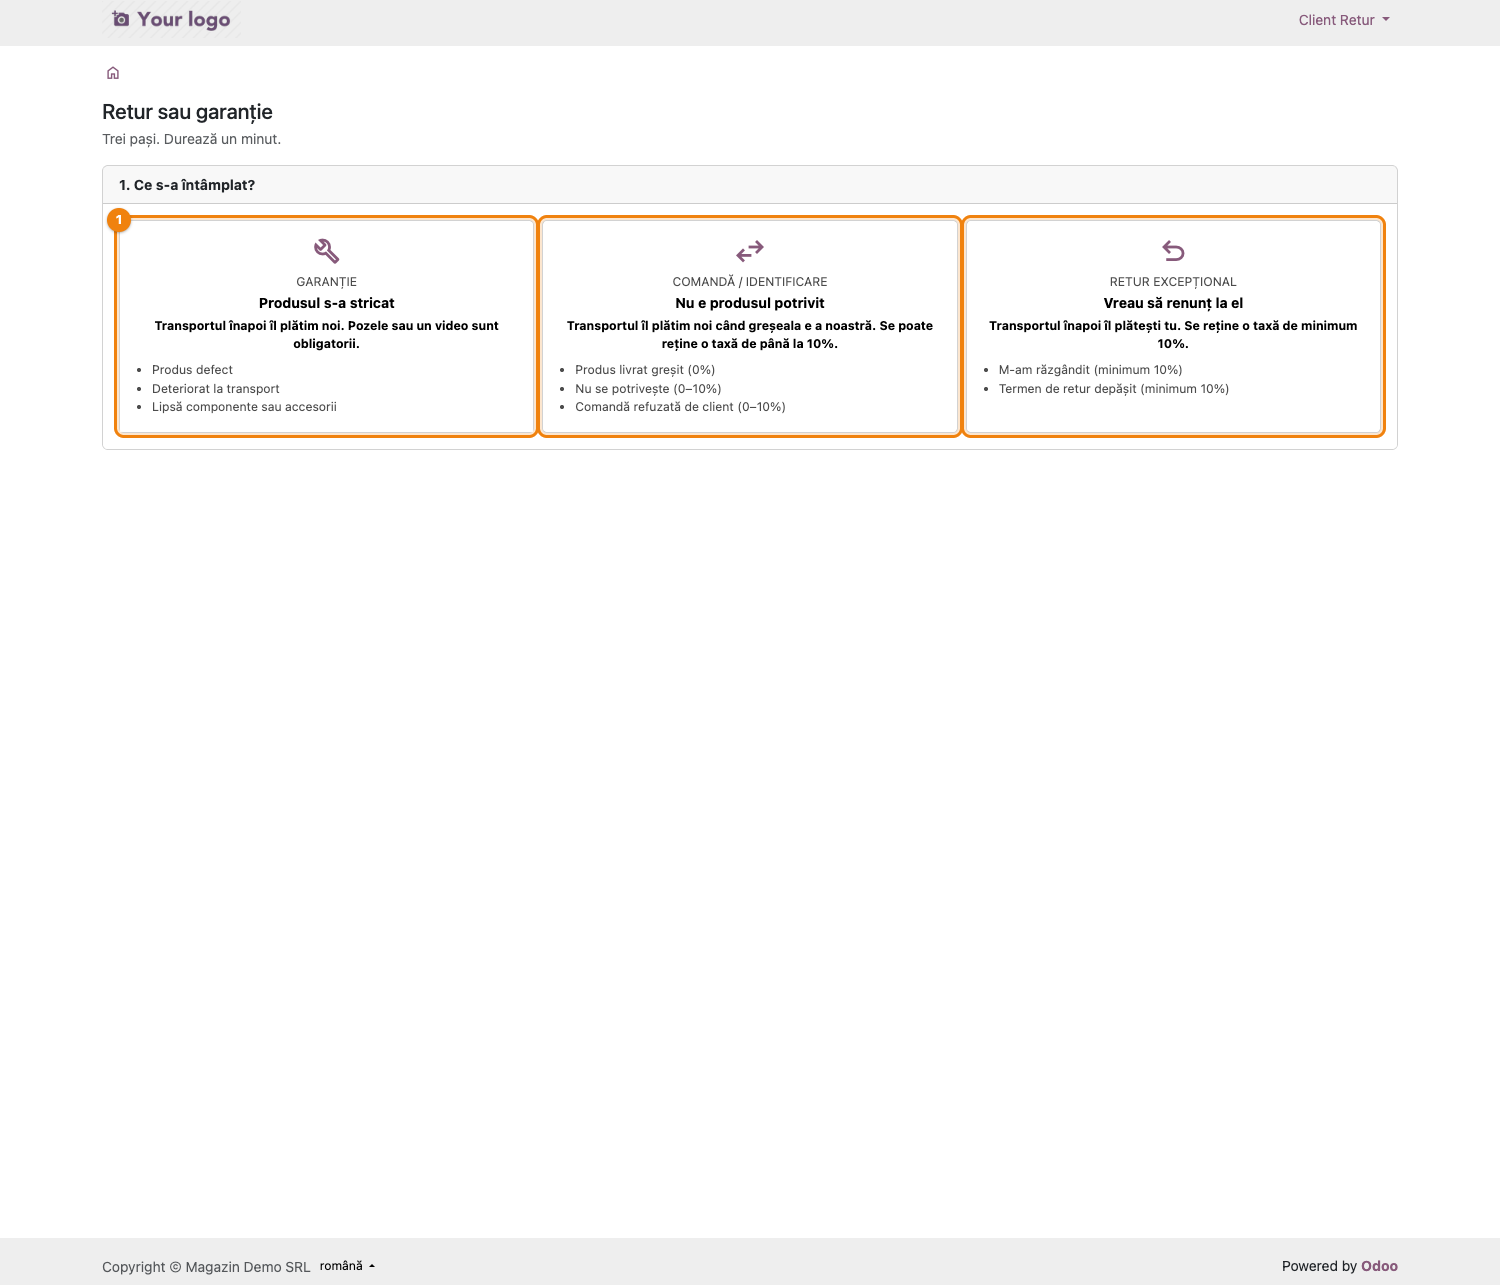 Your logo
Client Retur
Retur sau garanție
Trei pași. Durează un minut.
1. Ce s-a întâmplat?
1
GARANȚIE
Produsul s-a stricat
Transportul înapoi îl plătim noi. Pozele sau un video sunt
obligatorii.
Produs defect
Deteriorat la transport
Lipsă componente sau accesorii
COMANDĂ / IDENTIFICARE
Nu e produsul potrivit
Transportul îl plătim noi când greșeala e a noastră. Se poate
reține o taxă de până la 10%.
Produs livrat greșit (0%)
Nu se potrivește (0–10%)
Comandă refuzată de client (0–10%)
RETUR EXCEPȚIONAL
Vreau să renunț la el
Transportul înapoi îl plătești tu. Se reține o taxă de minimum
10%.
M-am răzgândit (minimum 10%)
Termen de retur depășit (minimum 10%)
Copyright © Magazin Demo SRL română
Powered by Odoo